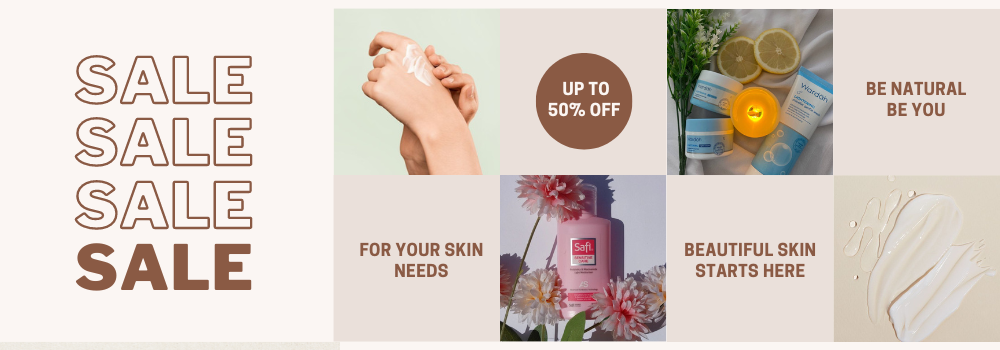 SALE
SALE
SALE
SALE
UP TO
50% OFF
Wardah
BE NATURAL
BE YOU
FOR YOUR SKIN
NEEDS
Safi
BEAUTIFUL SKIN
STARTS HERE